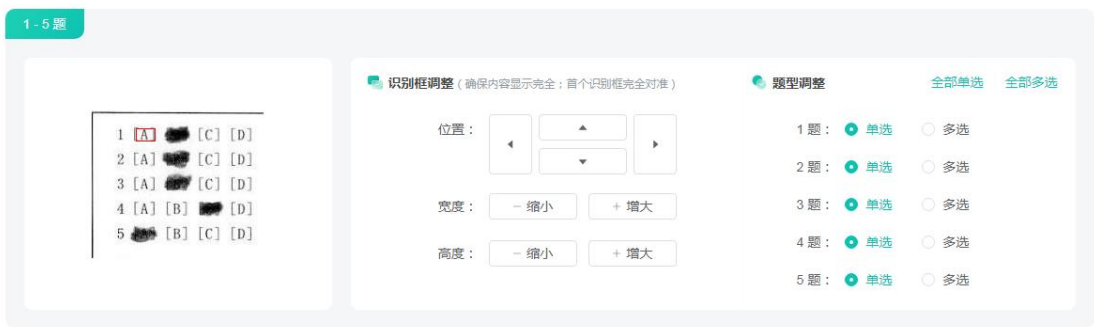 1 - 5 题
1 [A] [C] [D]
2 [A] [C] [D]
3 [A] [C] [D]
4 [A] [B] [D]
5 [B] [C] [D]
识别框调整（确保内容显示完全；首个识别框完全对准）
位置：
宽度： − 缩小 + 增大
高度： − 缩小 + 增大
题型调整 全部单选 全部多选
1 题： 单选 多选
2 题： 单选 多选
3 题： 单选 多选
4 题： 单选 多选
5 题： 单选 多选